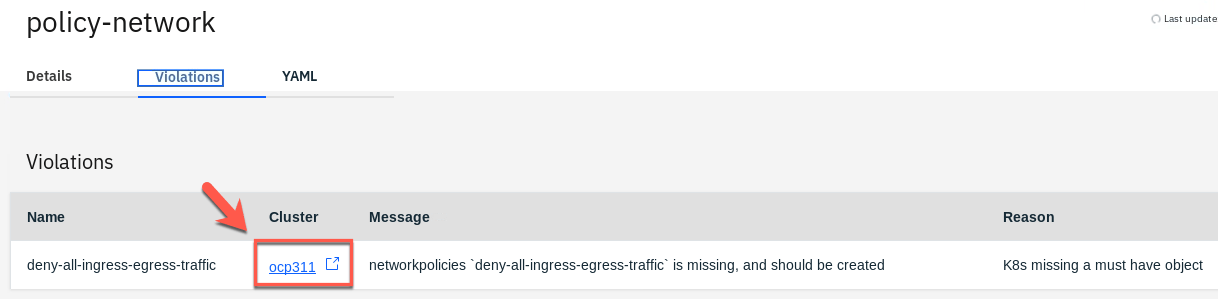 policy-network
Last update
Details Violations YAML
Violations
Name Cluster Message Reason
deny-all-ingress-egress-traffic ocp311 networkpolicies `deny-all-ingress-egress-traffic` is missing, and should be created K8s missing a must have object